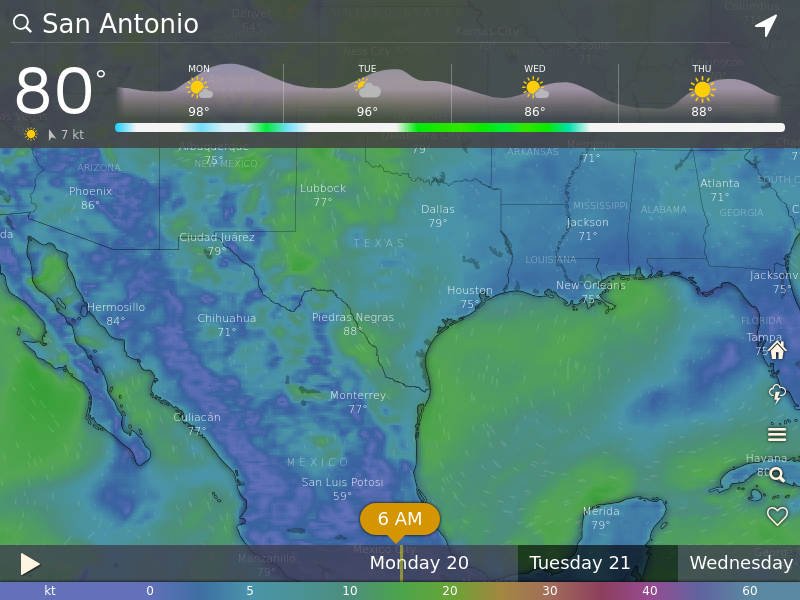 San Antonio
80°
7 kt
MON TUE WED THU
98° 96° 86° 88°
Denver
64°
UNITED STATES
Kansas City
Ness City
St Louis
71°
Columbus
Albuquerque
75°
NEW MEXICO
ARIZONA
Phoenix
86°
79
ARKANSAS
Memphis
71°
Lubbock
77°
Dallas
79°
TEXAS
Atlanta
71°
GEORGIA
SOUTH C
MISSISSIPPI
ALABAMA
Jackson
71°
LOUISIANA
Ciudad Juárez
79°
Houston
75°
New Orleans
75°
Jacksonv
75°
Hermosillo
84°
Chihuahua
71°
Piedras Negras
88°
FLORIDA
Tampa
75°
Monterrey
77°
Culiacán
77°
MEXICO
San Luis Potosi
59°
Havana
80
Merida
79°
6 AM
Mexico City
Manzanillo
79°
Monday 20 Tuesday 21 Wednesday
kt 0 5 10 20 30 40 60